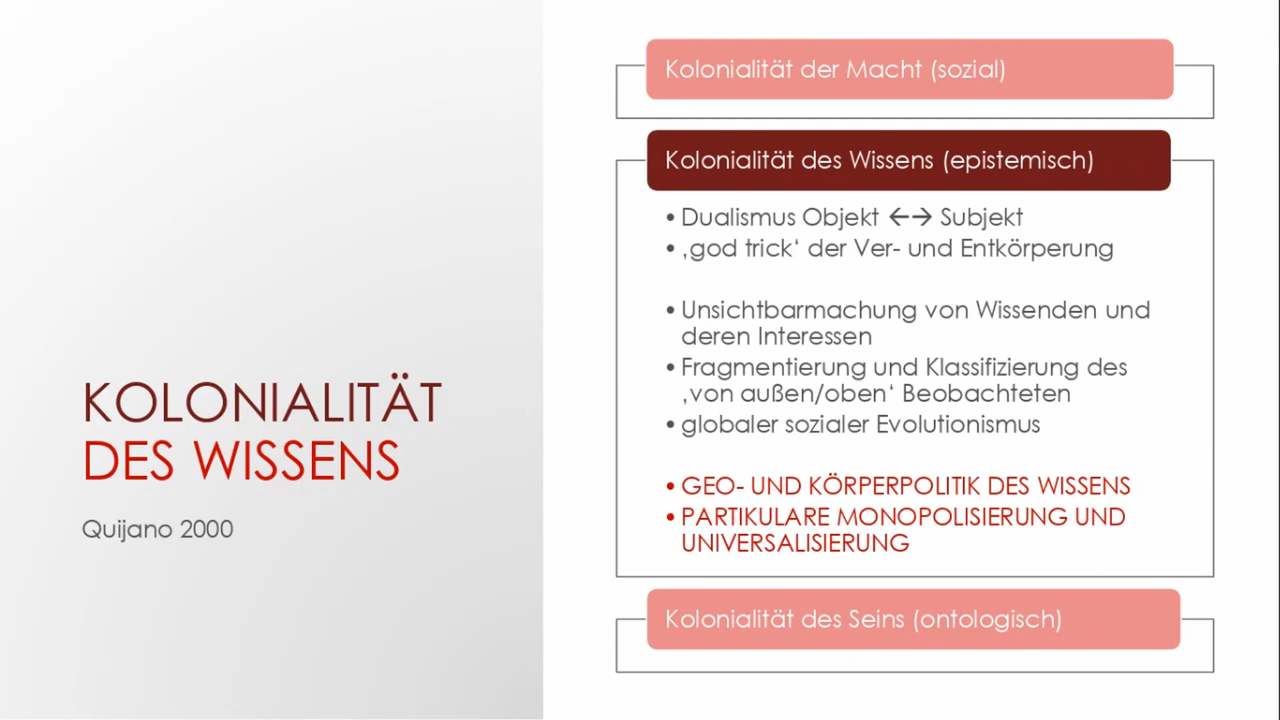 KOLONIALITÄT
DES WISSENS
Quijano 2000
Kolonialität der Macht (sozial)
Kolonialität des Wissens (epistemisch)
• Dualismus Objekt ←→ Subjekt
• ‚god trick‘ der Ver- und Entkörperung
• Unsichtbarmachung von Wissenden und
deren Interessen
• Fragmentierung und Klassifizierung des
‚von außen/oben‘ Beobachteten
• globaler sozialer Evolutionismus
• GEO- UND KÖRPERPOLITIK DES WISSENS
• PARTIKULARE MONOPOLISIERUNG UND
UNIVERSALISIERUNG
Kolonialität des Seins (ontologisch)